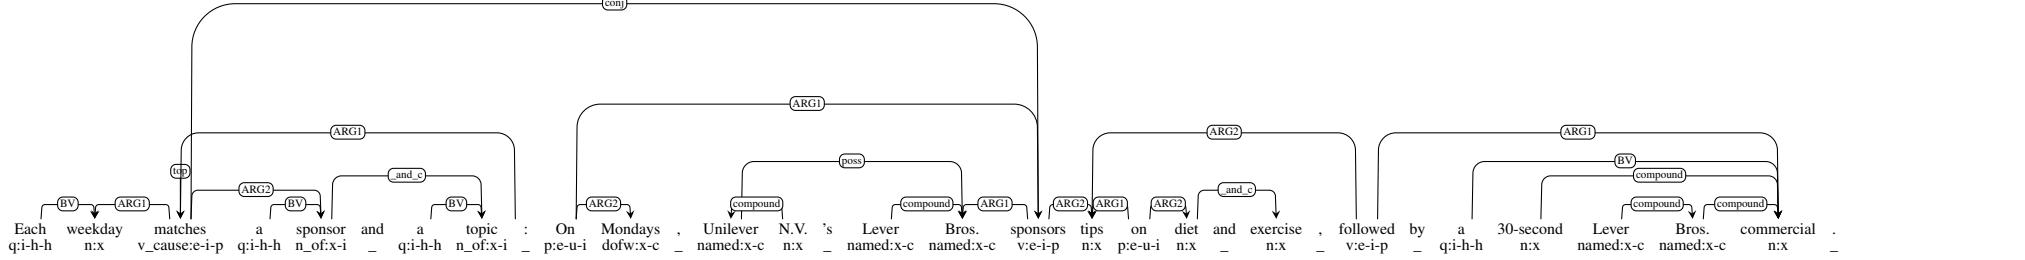 conj
ARG1
ARG1 ARG2 ARG1
top poss BV
_and_c compound
ARG2 _and_c
BV ARG1 BV BV ARG2 compound compound ARG1 ARG2 ARG1 ARG2 compound compound
Each weekday matches a sponsor and a topic : On Mondays , Unilever N.V. 's Lever Bros. sponsors tips on diet and exercise , followed by a 30-second Lever Bros. commercial .
q:i-h-h n:x v_cause:e-i-p q:i-h-h n_of:x-i _ q:i-h-h n_of:x-i _ p:e-u-i dofw:x-c _ named:x-c n:x _ named:x-c named:x-c v:e-i-p n:x p:e-u-i n:x _ n:x _ v:e-i-p _ q:i-h-h n:x named:x-c named:x-c n:x _